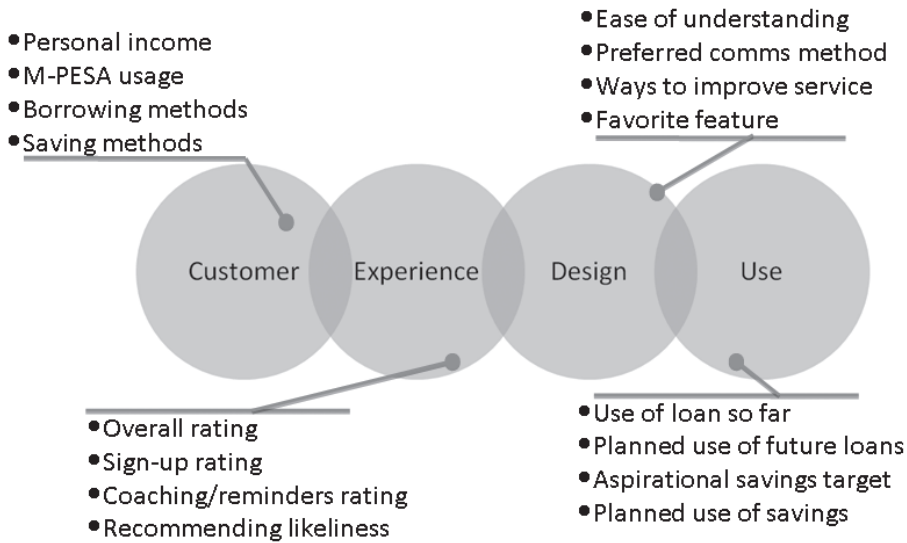 • Personal income
• M-PESA usage
• Borrowing methods
• Saving methods
• Ease of understanding
• Preferred comms method
• Ways to improve service
• Favorite feature
Customer
Experience
Design
Use
• Overall rating
• Sign-up rating
• Coaching/reminders rating
• Recommending likeliness
• Use of loan so far
• Planned use of future loans
• Aspirational savings target
• Planned use of savings